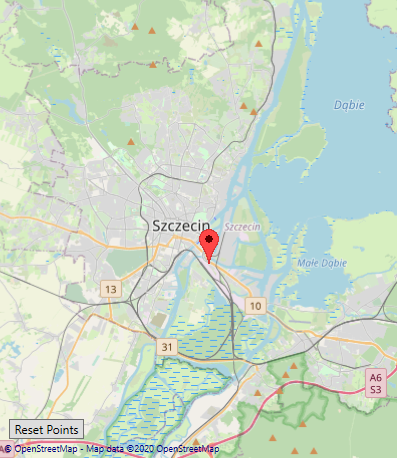 Dąbie
Szczecin
Szczecin
Małe Dąbie
13
10
31
A6
S3
Reset Points
© OpenStreetMap - Map data ©2020 OpenStreetMap